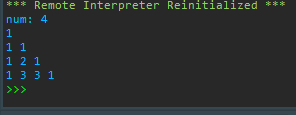 *** Remote Interpreter Reinitialized ***
num: 4
1
1 1
1 2 1
1 3 3 1
>>>